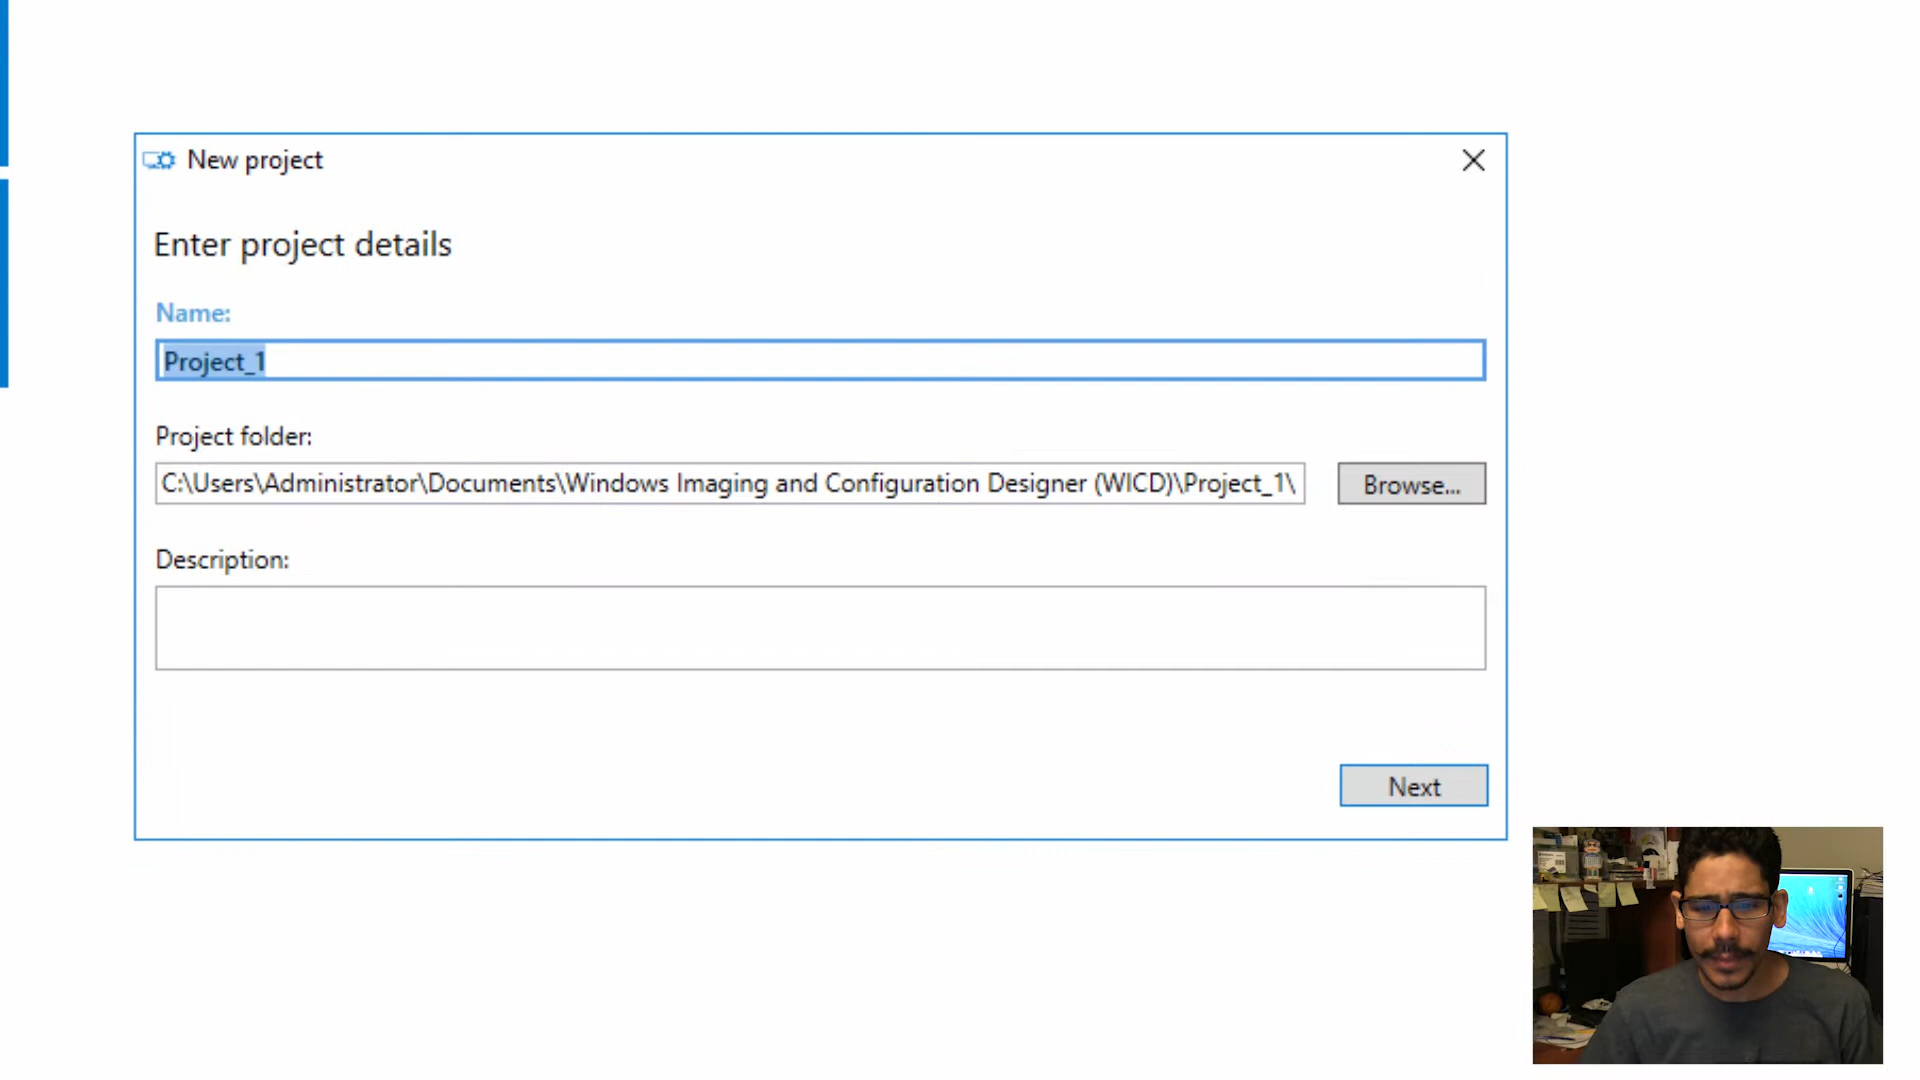 New project
Enter project details
Name:
Project_1
Project folder:
C:\Users\Administrator\Documents\Windows Imaging and Configuration Designer (WICD)\Project_1\
Browse...
Description:
Next